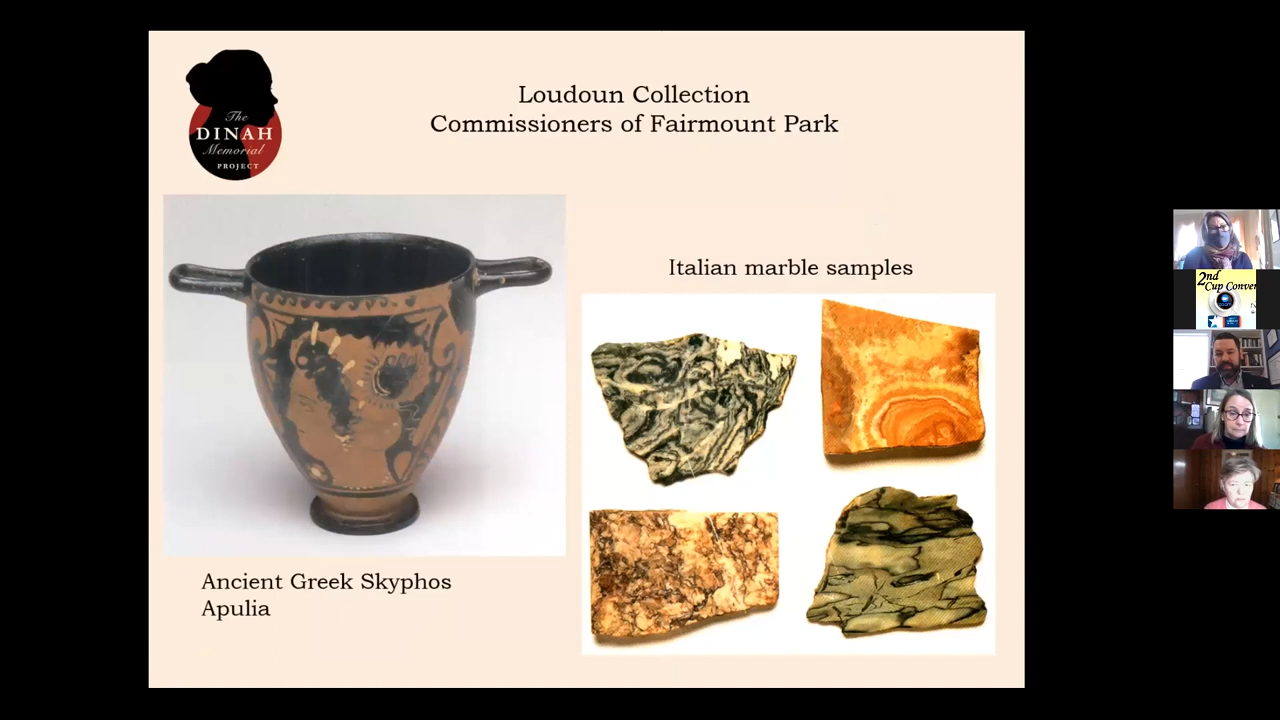 The
DINAH
Memorial
PROJECT
Loudoun Collection
Commissioners of Fairmount Park
Italian marble samples
Ancient Greek Skyphos
Apulia
2nd
Cup Conver